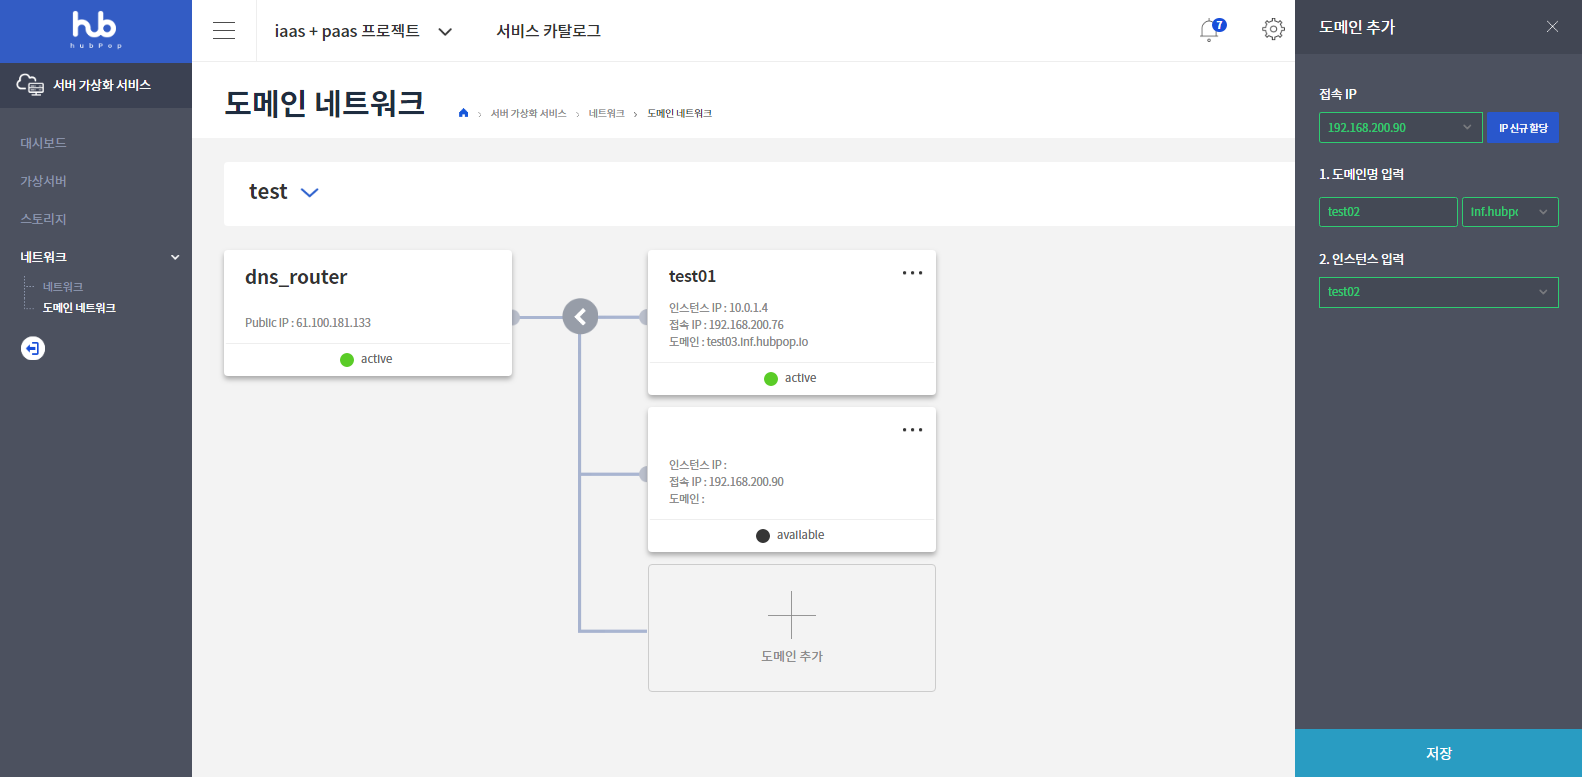 hub
hubPop
서버 가상화 서비스
대시보드
가상서버
스토리지
네트워크
네트워크
도메인 네트워크
iaas + paas 프로젝트
서비스 카탈로그
7
도메인 네트워크
서버 가상화 서비스 > 네트워크 > 도메인 네트워크
test
dns_router
Public IP : 61.100.181.133
active
test01
인스턴스 IP : 10.0.1.4
접속 IP : 192.168.200.76
도메인 : test03.inf.hubpop.io
active
인스턴스 IP :
접속 IP : 192.168.200.90
도메인 :
available
도메인 추가
도메인 추가
접속 IP
192.168.200.90
IP 신규 할당
1. 도메인명 입력
test02
inf.hubpc
2. 인스턴스 입력
test02
저장